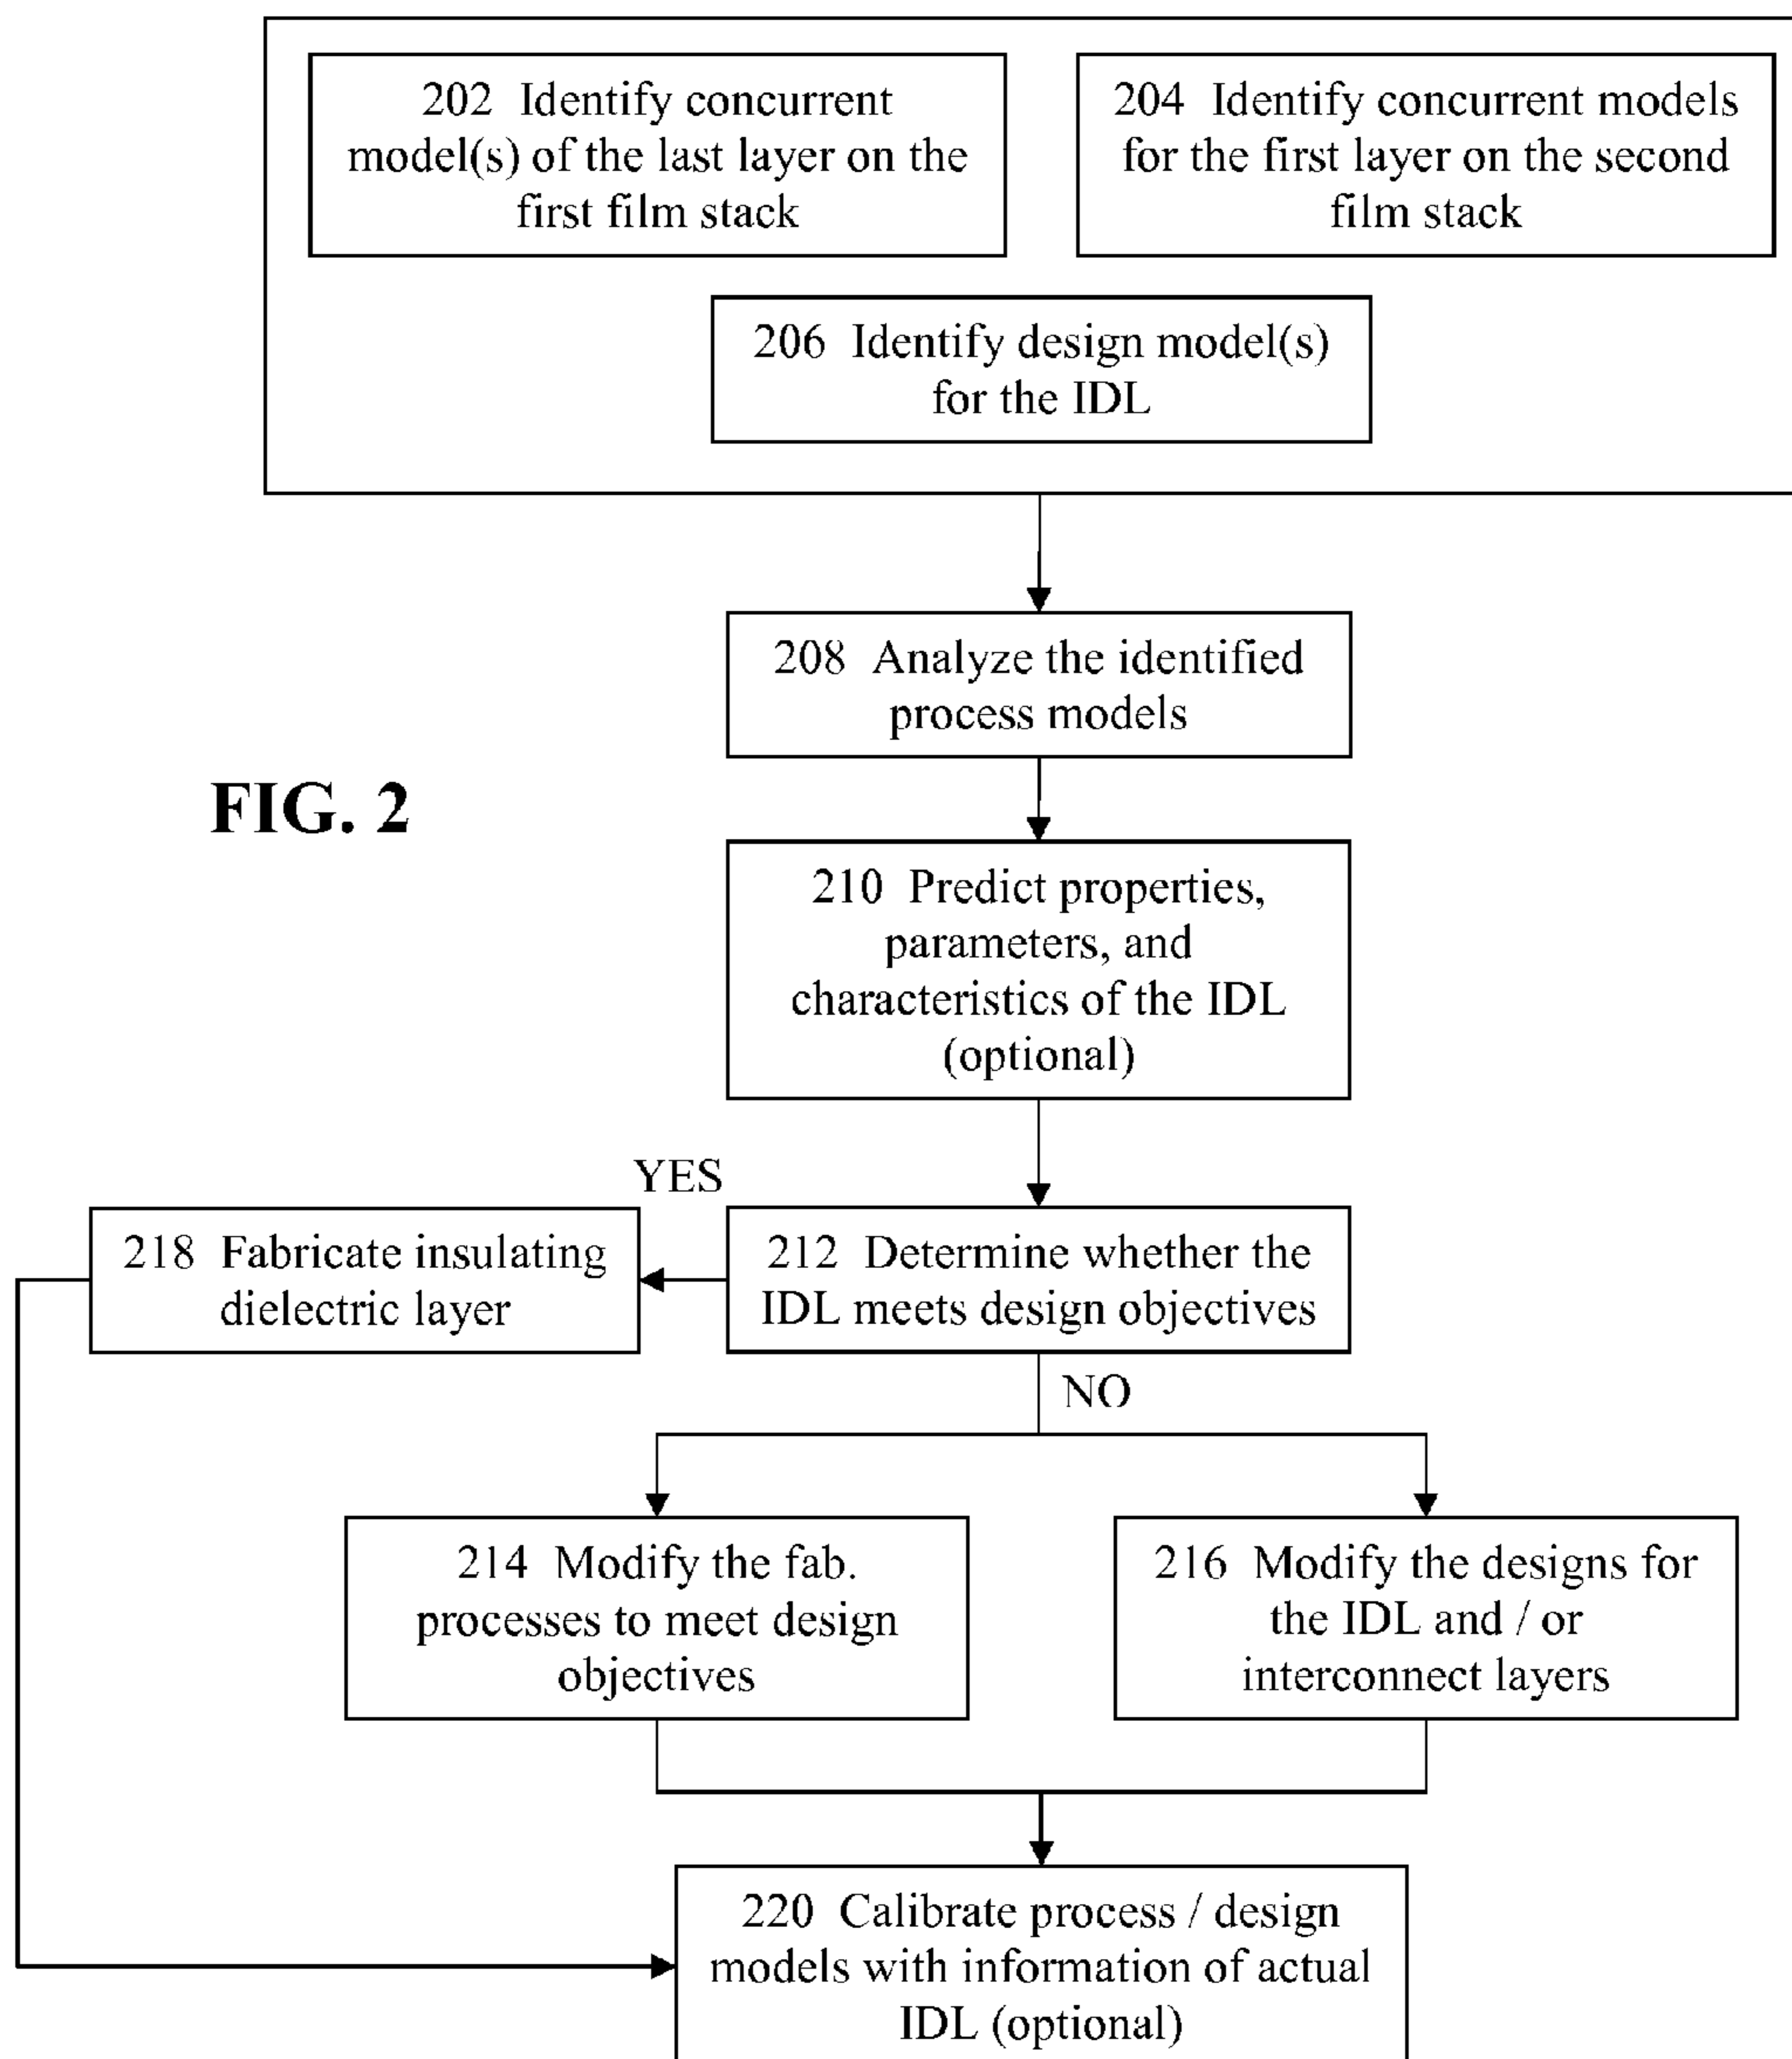 202 Identify concurrent
model(s) of the last layer on the
first film stack
204 Identify concurrent models
for the first layer on the second
film stack
206 Identify design model(s)
for the IDL
208 Analyze the identified
process models
FIG. 2
210 Predict properties,
parameters, and
characteristics of the IDL
(optional)
YES
218 Fabricate insulating
dielectric layer
212 Determine whether the
IDL meets design objectives
NO
214 Modify the fab.
processes to meet design
objectives
216 Modify the designs for
the IDL and / or
interconnect layers
220 Calibrate process / design
models with information of actual
IDL (optional)